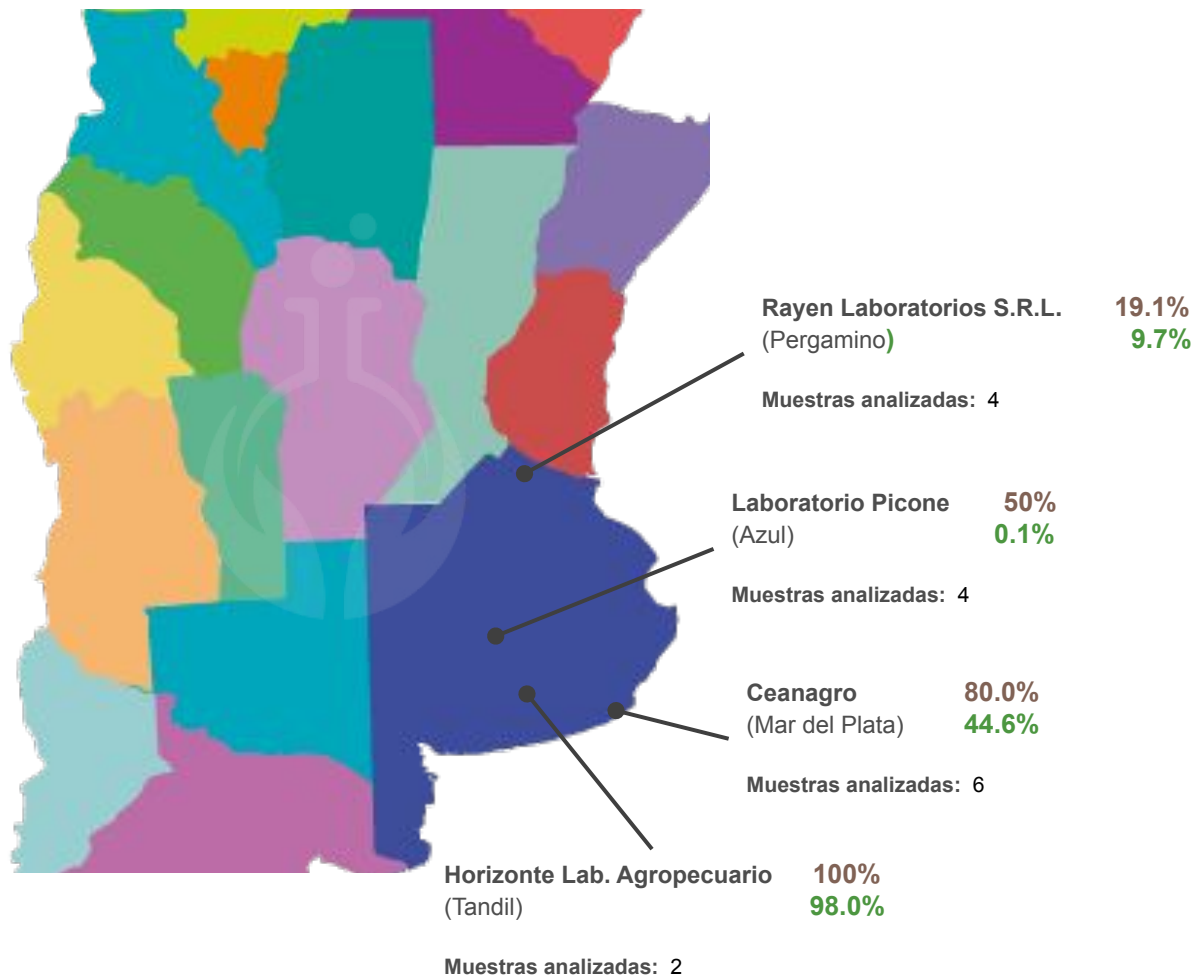 Rayen Laboratorios S.R.L. 19.1%
(Pergamino) 9.7%
Muestras analizadas: 4
Laboratorio Picone 50%
(Azul) 0.1%
Muestras analizadas: 4
Ceanagro 80.0%
(Mar del Plata) 44.6%
Muestras analizadas: 6
Horizonte Lab. Agropecuario 100%
(Tandil) 98.0%
Muestras analizadas: 2